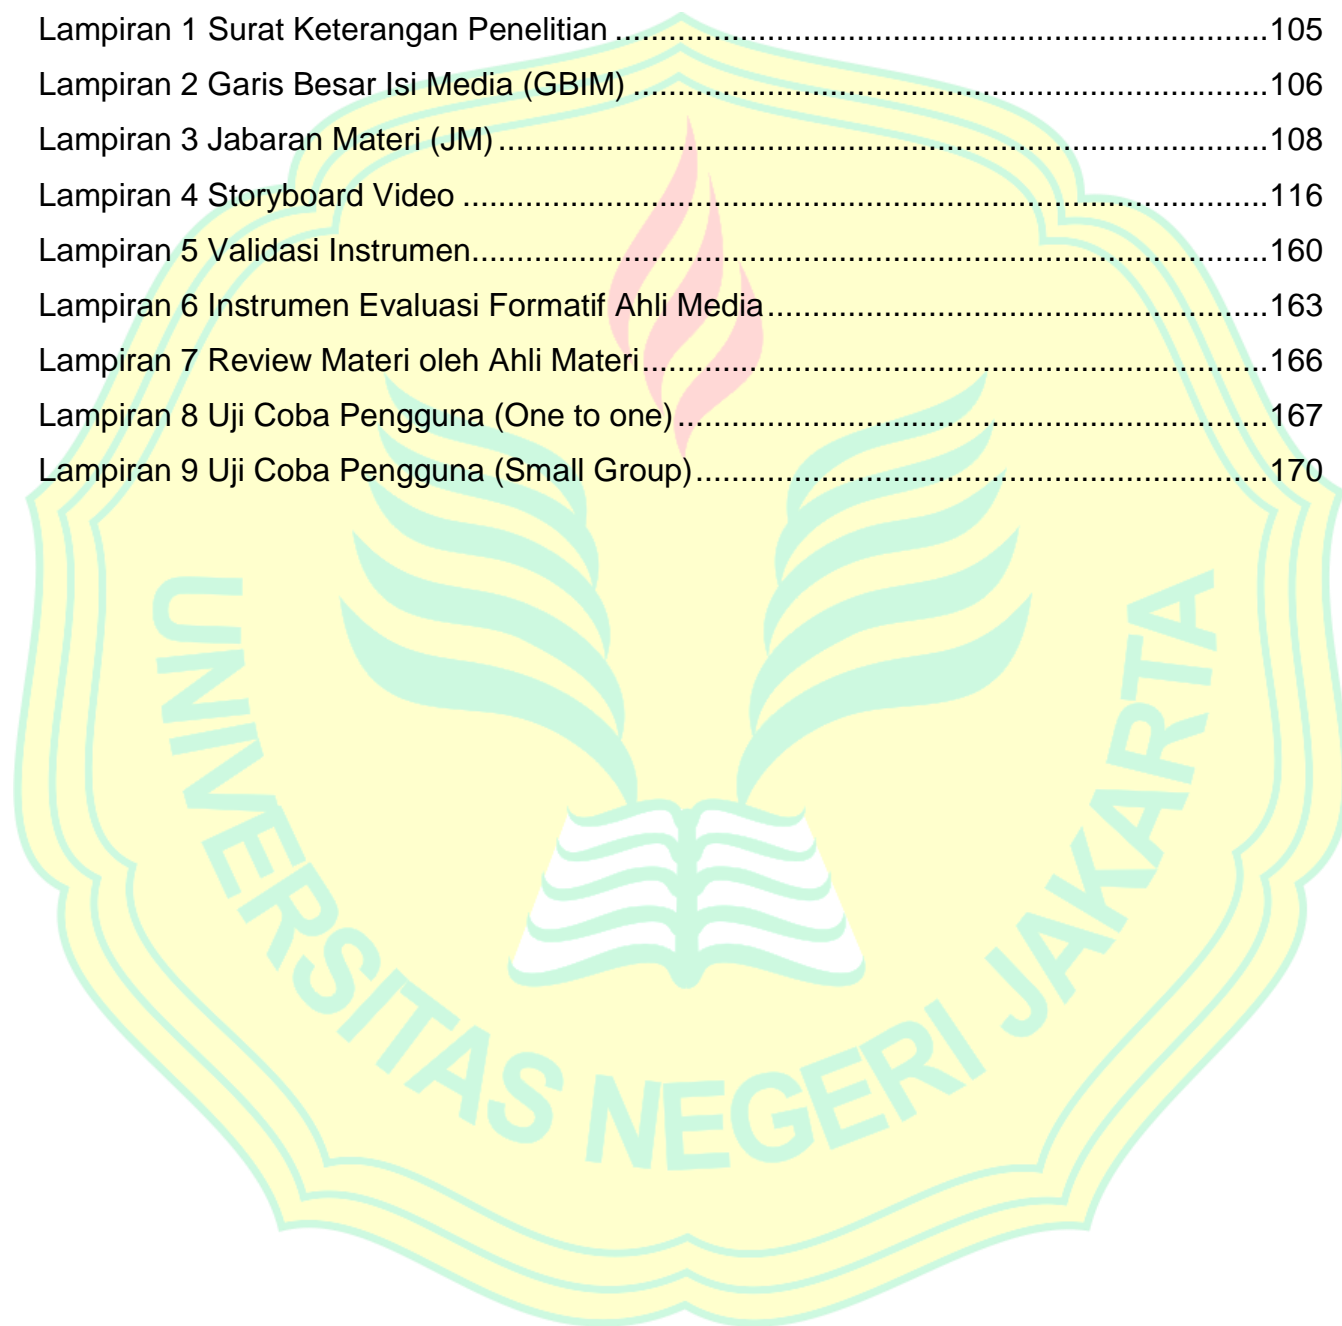 Lampiran 1 Surat Keterangan Penelitian ........................................................................105
Lampiran 2 Garis Besar Isi Media (GBIM) ......................................................................106
Lampiran 3 Jabaran Materi (JM) .....................................................................................108
Lampiran 4 Storyboard Video .........................................................................................116
Lampiran 5 Validasi Instrumen........................................................................................160
Lampiran 6 Instrumen Evaluasi Formatif Ahli Media.......................................................163
Lampiran 7 Review Materi oleh Ahli Materi.....................................................................166
Lampiran 8 Uji Coba Pengguna (One to one).................................................................167
Lampiran 9 Uji Coba Pengguna (Small Group)...............................................................170
UNIVERSITAS NEGERI JAKARTA